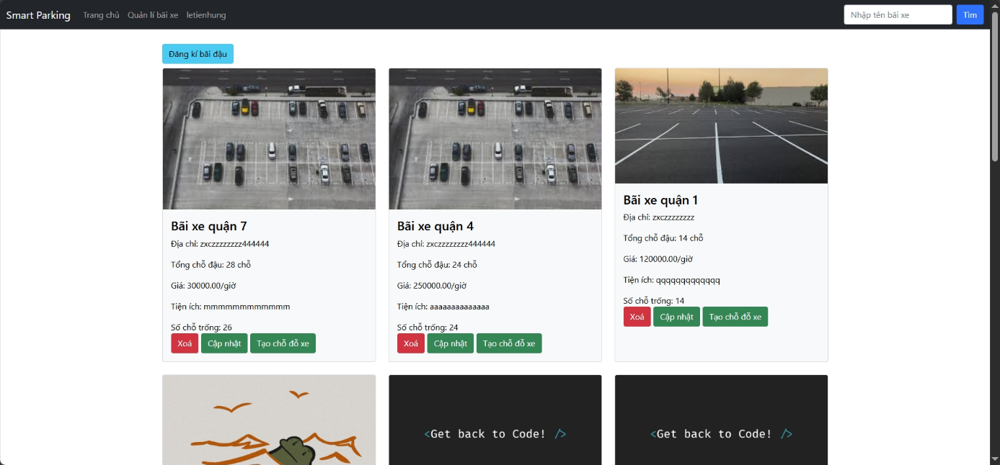 Smart Parking Trang chủ Quản lí bãi xe letienhung Nhập tên bãi xe Tìm
Đăng kí bãi đậu
Bãi xe quận 7
Địa chỉ: zxczzzzzzzz444444
Tổng chỗ đậu: 28 chỗ
Giá: 30000.00/giờ
Tiện ích: mmmmmmmmmmmm
Số chỗ trống: 26
Xoá Cập nhật Tạo chỗ đỗ xe
Bãi xe quận 4
Địa chỉ: zxczzzzzzzz444444
Tổng chỗ đậu: 24 chỗ
Giá: 250000.00/giờ
Tiện ích: aaaaaaaaaaaaaa
Số chỗ trống: 24
Xoá Cập nhật Tạo chỗ đỗ xe
Bãi xe quận 1
Địa chỉ: zxczzzzzzzz
Tổng chỗ đậu: 14 chỗ
Giá: 120000.00/giờ
Tiện ích: qqqqqqqqqqqqq
Số chỗ trống: 14
Xoá Cập nhật Tạo chỗ đỗ xe
<Get back to Code! />
<Get back to Code! />